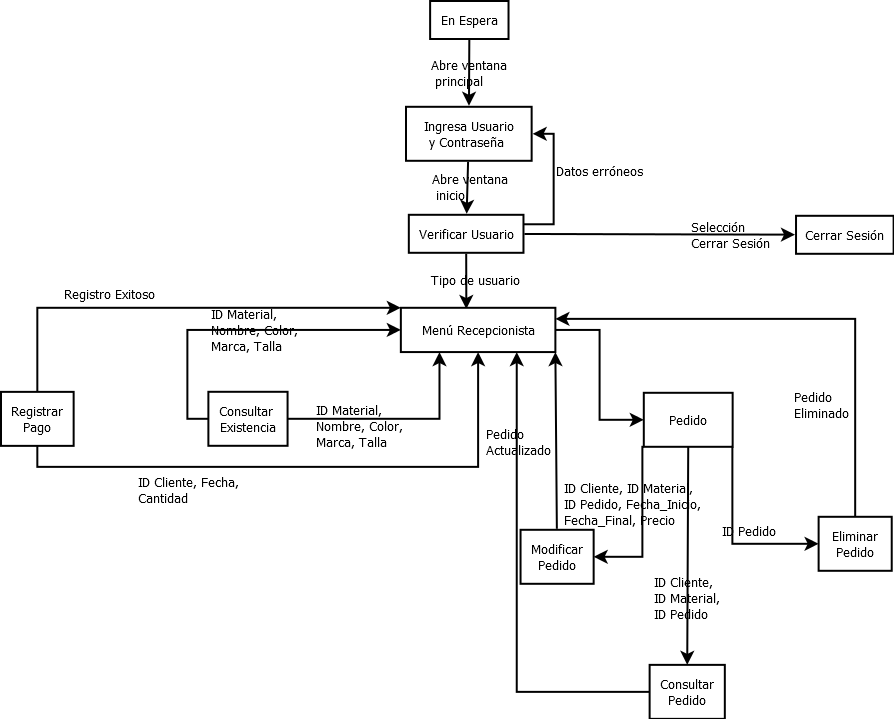 En Espera
Abre ventana
principal
Ingresa Usuario
y Contraseña
Datos erróneos
Abre ventana
inicio
Verificar Usuario
Selección
Cerrar Sesión
Cerrar Sesión
Tipo de usuario
Registro Exitoso
ID Material,
Nombre, Color,
Marca, Talla
Menú Recepcionista
Registrar
Pago
Consultar
Existencia
ID Material,
Nombre, Color,
Marca, Talla
Pedido
Pedido
Eliminado
Pedido
Actualizado
ID Cliente, Fecha,
Cantidad
ID Cliente, ID Material,
ID Pedido, Fecha_Inicio,
Fecha_Final, Precio
ID Pedido
Modificar
Pedido
Eliminar
Pedido
ID Cliente,
ID Material,
ID Pedido
Consultar
Pedido